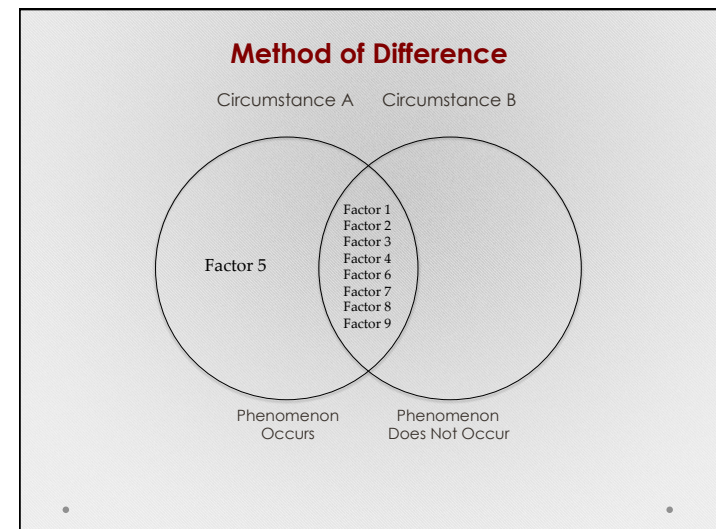 Method of Difference
Circumstance A
Circumstance B
Factor 5
Factor 1
Factor 2
Factor 3
Factor 4
Factor 6
Factor 7
Factor 8
Factor 9
Phenomenon
Occurs
Phenomenon
Does Not Occur